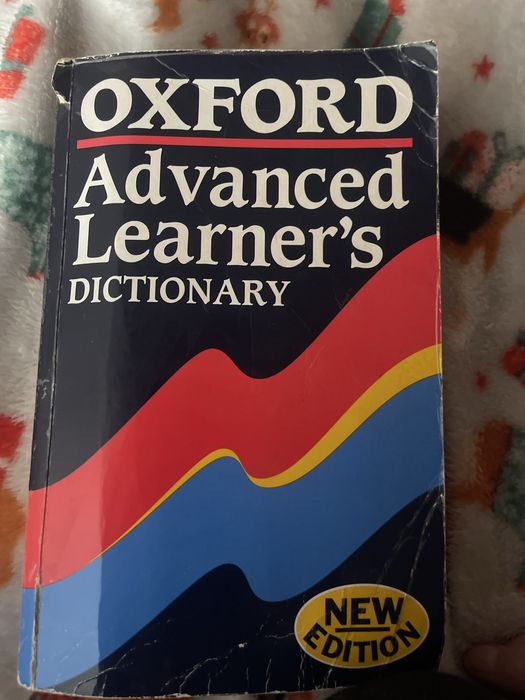 OXFORD
Advanced
Learner's
DICTIONARY
NEW
EDITION